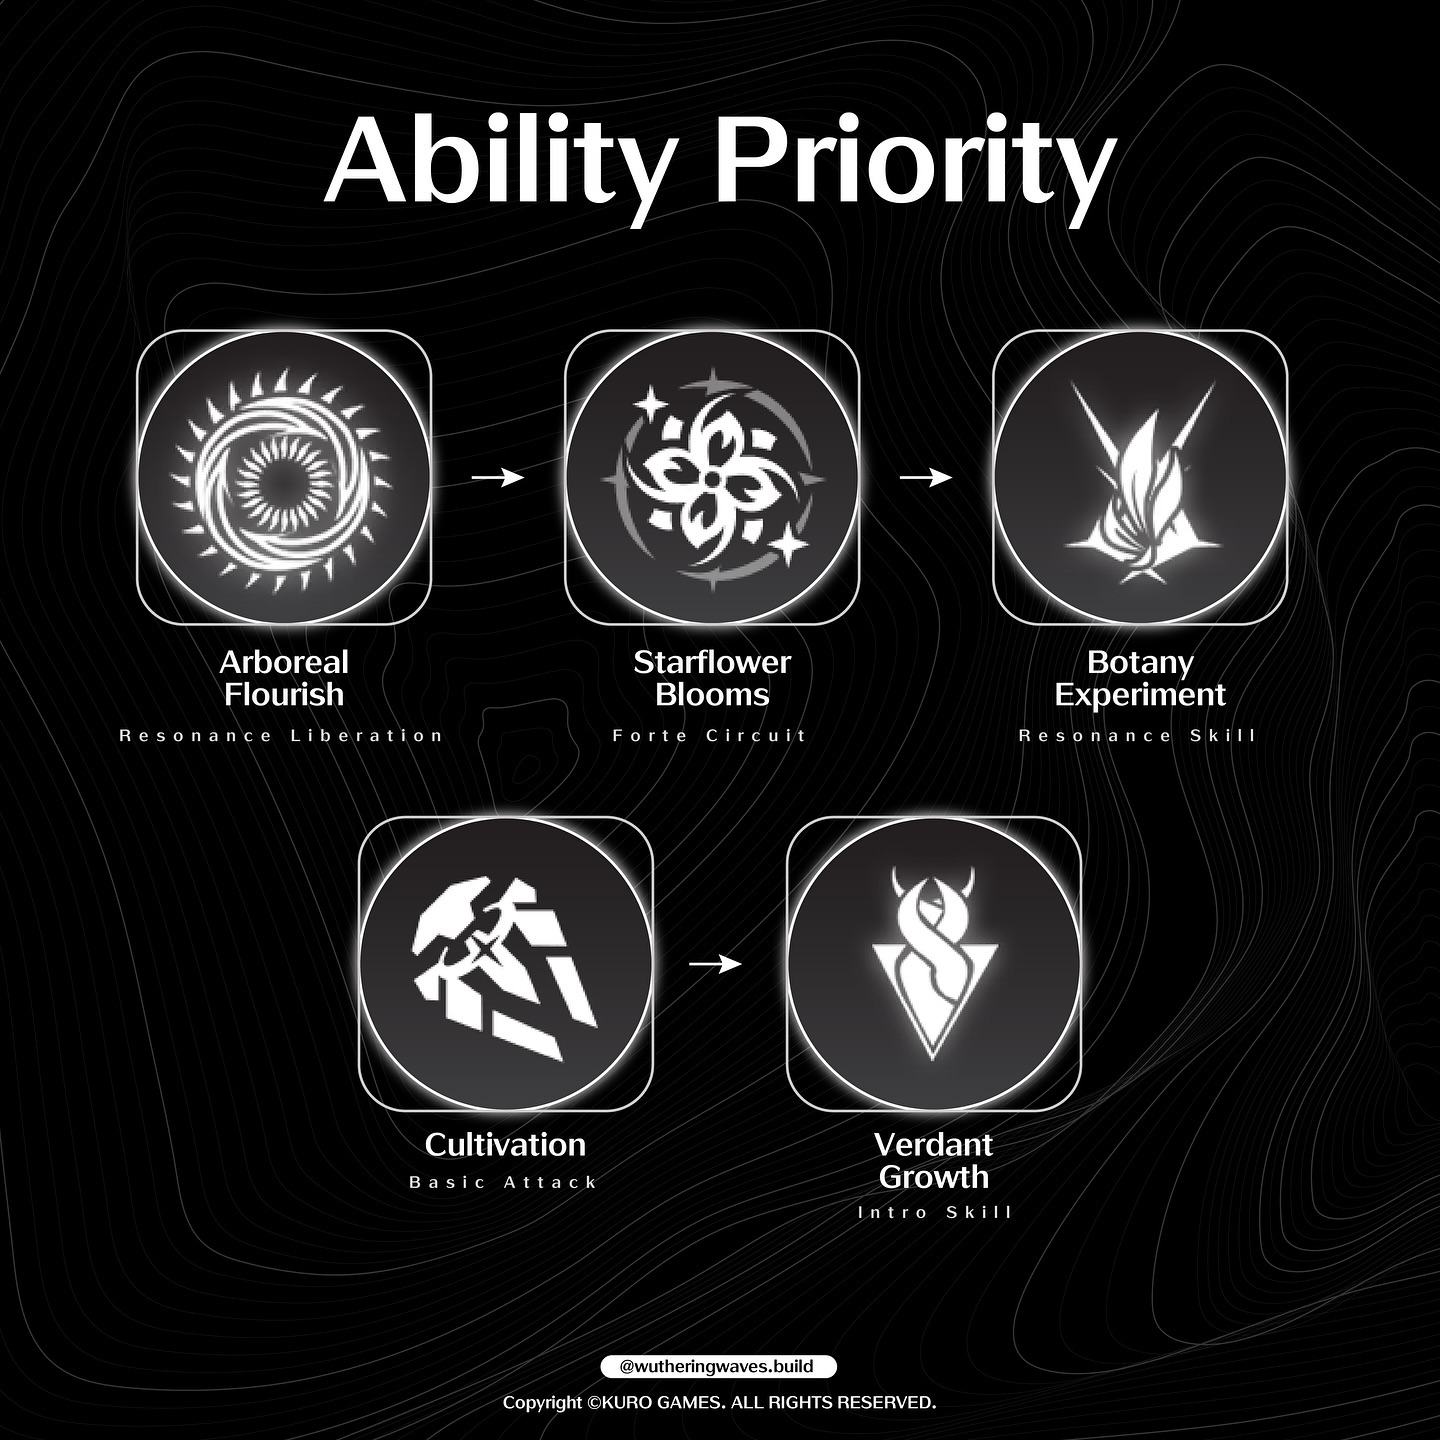 Ability Priority
Arboreal
Flourish
Resonance Liberation
Starflower
Blooms
Forte Circuit
Botany
Experiment
Resonance Skill
Cultivation
Basic Attack
Verdant
Growth
Intro Skill
@wutheringwaves.build
Copyright ©KURO GAMES. ALL RIGHTS RESERVED.